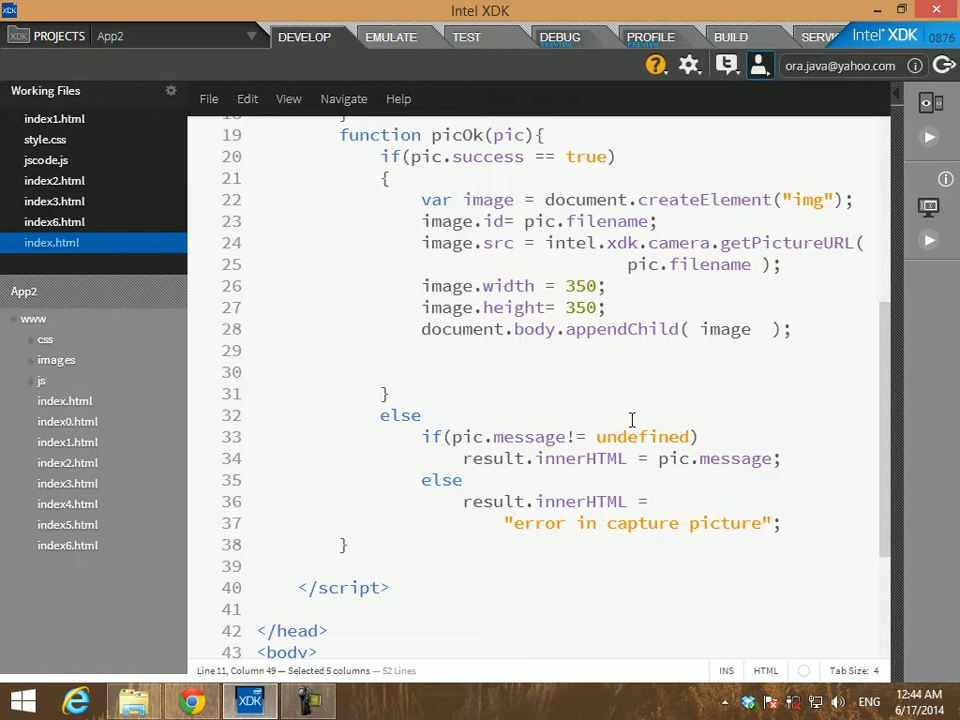 XDK
Intel XDK
XDK PROJECTS App2
DEVELOP EMULATE TEST DEBUG PREVIEW PROFILE PREVIEW BUILD SERV Intel® XDK 0876
ora.java@yahoo.com
Working Files
File Edit View Navigate Help
index1.html
style.css
jscode.js
index2.html
index3.html
index6.html
index.html
App2
www
css
images
js
index.html
index0.html
index1.html
index2.html
index3.html
index4.html
index5.html
index6.html
19 function picOk(pic){
20 if(pic.success == true)
21 {
22 var image = document.createElement("img");
23 image.id= pic.filename;
24 image.src = intel.xdk.camera.getPictureURL(
25 pic.filename );
26 image.width = 350;
27 image.height= 350;
28 document.body.appendChild( image  );
29
30
31 }
32 else
33 if(pic.message!= undefined)
34 result.innerHTML = pic.message;
35 else
36 result.innerHTML =
37 "error in capture picture";
38 }
39
40 </script>
41
42 </head>
43 <body>
Line 11, Column 49 — Selected 5 columns — 52 Lines INS HTML Tab Size: 4
XDK ENG 12:44 AM
6/17/2014